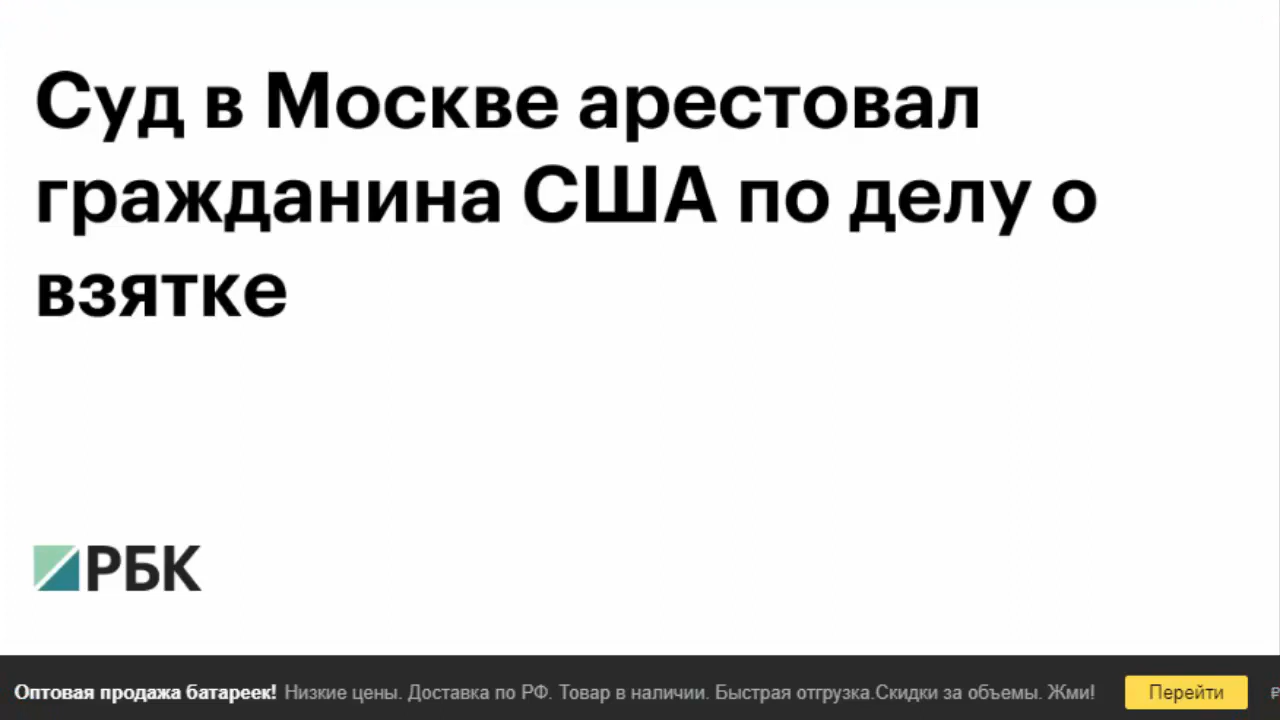 Суд в Москве арестовал
гражданина США по делу о
взятке
РБК
Оптовая продажа батареек! Низкие цены. Доставка по РФ. Товар в наличии. Быстрая отгрузка.Скидки за объемы. Жми! Перейти